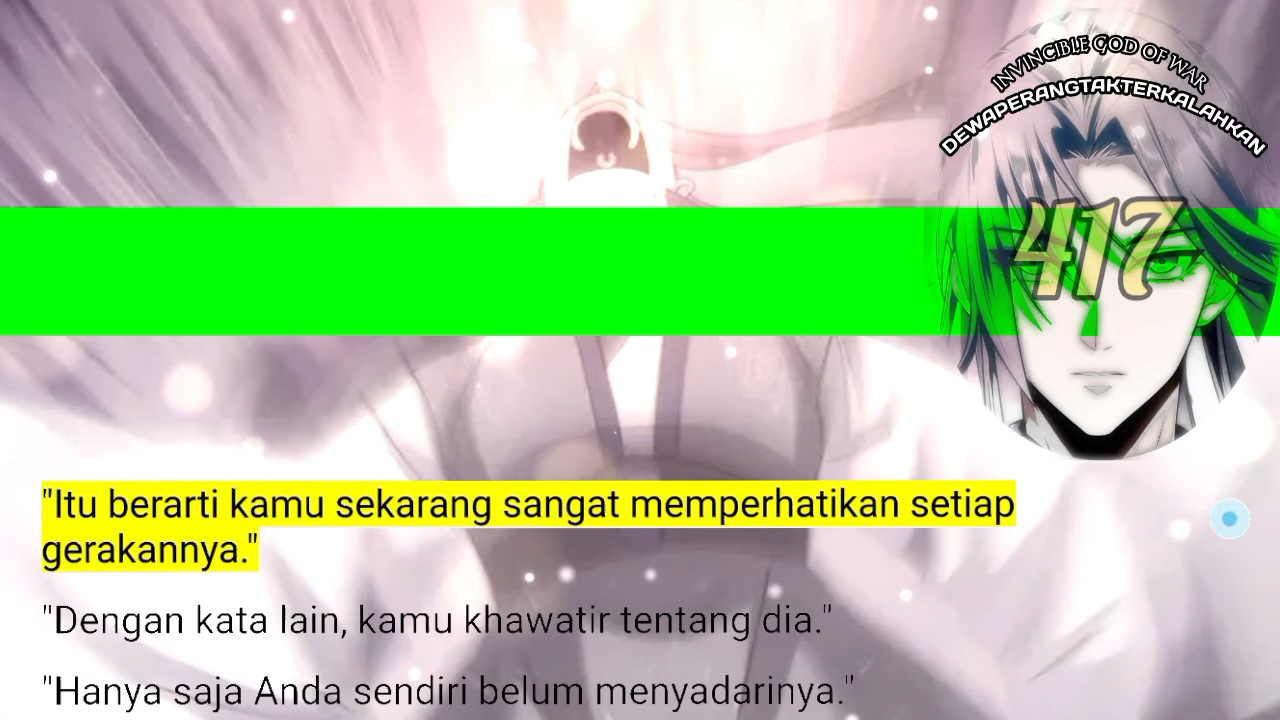 INVINCIBLE GOD OF WAR
DEWAPERANGTAKTERKALAHKAN
417
"Itu berarti kamu sekarang sangat memperhatikan setiap
gerakannya."
"Dengan kata lain, kamu khawatir tentang dia."
"Hanya saja Anda sendiri belum menyadarinya."